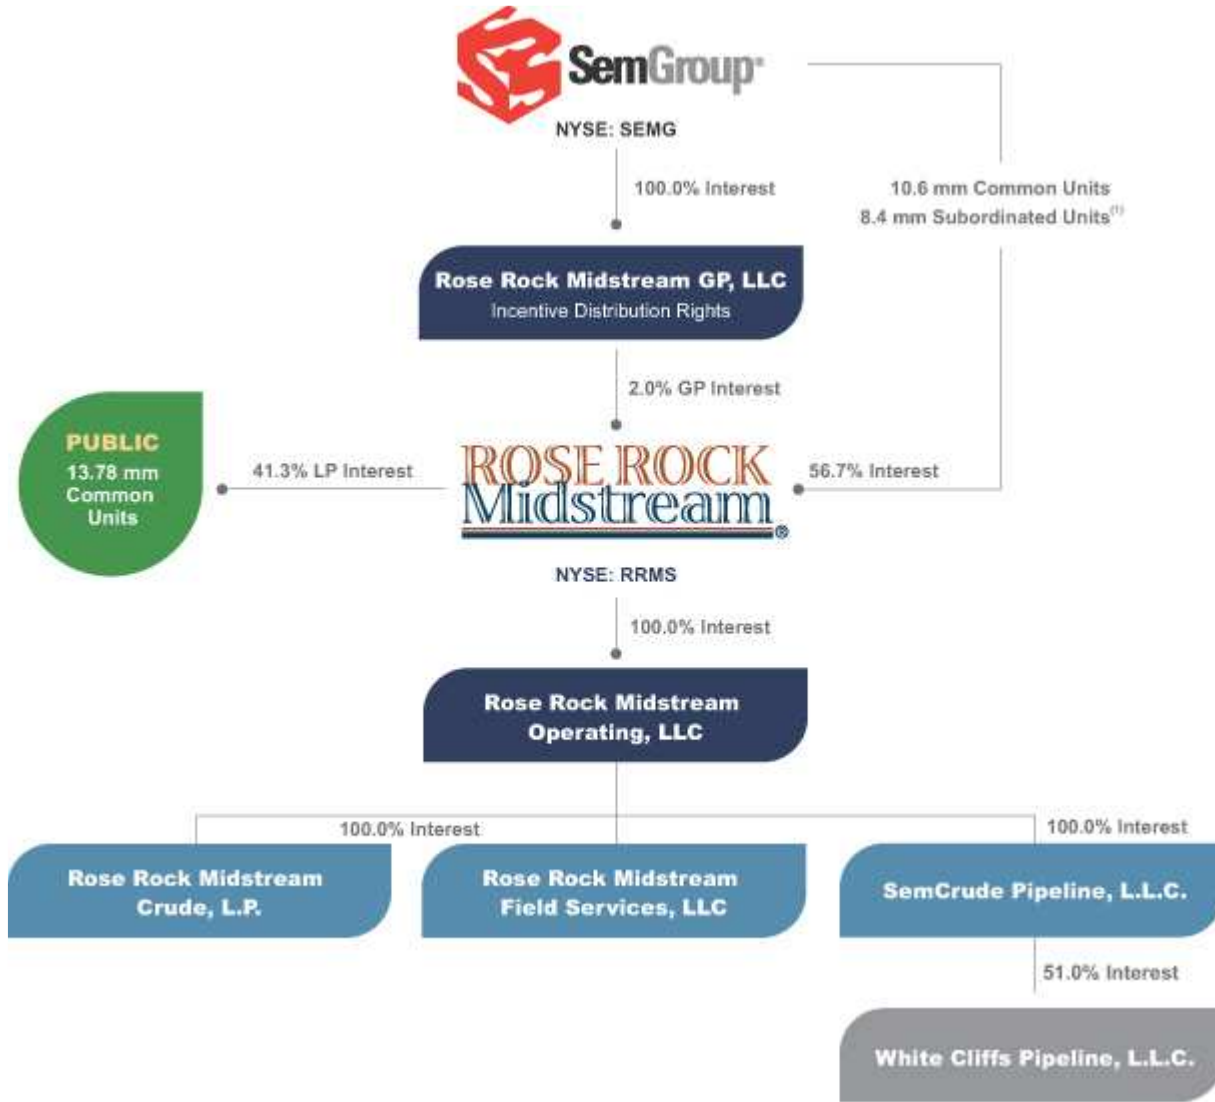 SemGroup®
NYSE: SEMG
100.0% Interest
10.6 mm Common Units
8.4 mm Subordinated Units(1)
Rose Rock Midstream GP, LLC
Incentive Distribution Rights
2.0% GP Interest
PUBLIC
13.78 mm
Common
Units
41.3% LP Interest
ROSE ROCK
Midstream®
56.7% Interest
NYSE: RRMS
100.0% Interest
Rose Rock Midstream
Operating, LLC
100.0% Interest
100.0% Interest
Rose Rock Midstream
Crude, L.P.
Rose Rock Midstream
Field Services, LLC
SemCrude Pipeline, L.L.C.
51.0% Interest
White Cliffs Pipeline, L.L.C.